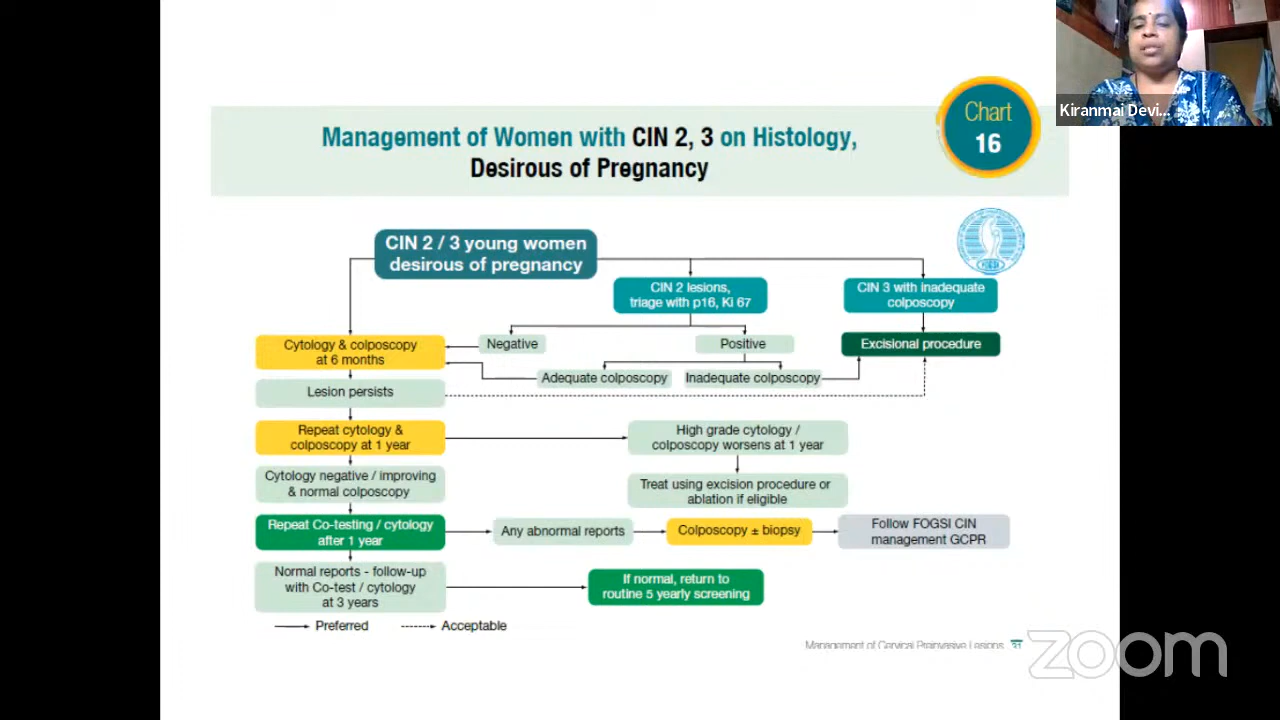 Kiranmai Devi...
Chart
16
Management of Women with CIN 2, 3 on Histology,
Desirous of Pregnancy
CIN 2 / 3 young women
desirous of pregnancy
CIN 2 lesions,
triage with p16, Ki 67
CIN 3 with inadequate
colposcopy
Cytology & colposcopy
at 6 months
Negative
Positive
Excisional procedure
Adequate colposcopy
Inadequate colposcopy
Lesion persists
Repeat cytology &
colposcopy at 1 year
High grade cytology /
colposcopy worsens at 1 year
Cytology negative / improving
& normal colposcopy
Treat using excision procedure or
ablation if eligible
Repeat Co-testing / cytology
after 1 year
Any abnormal reports
Colposcopy ± biopsy
Follow FOGSI CIN
management GCPR
Normal reports - follow-up
with Co-test / cytology
at 3 years
If normal, return to
routine 5 yearly screening
Preferred
Acceptable
Management of Cervical Preinvasive Lesions 31
zoom